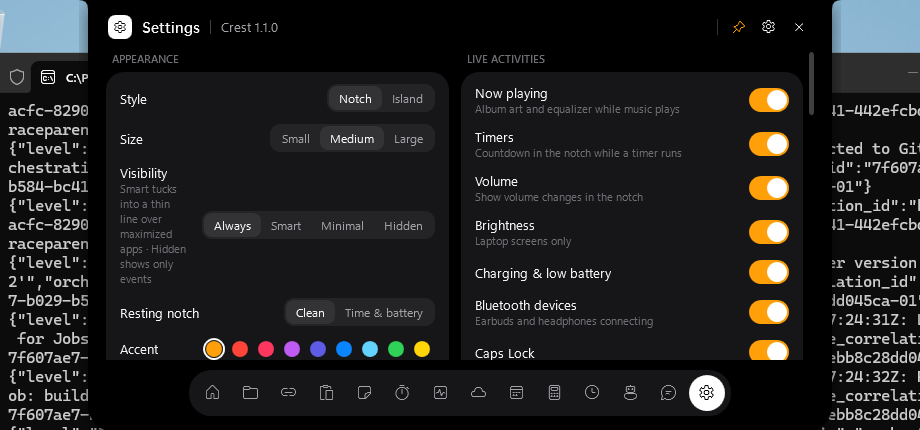 Settings
Crest 1.1.0
APPEARANCE
Style
Notch
Island
Size
Small
Medium
Large
Visibility
Smart tucks
into a thin
line over
maximized
apps · Hidden
shows only
events
Always
Smart
Minimal
Hidden
Resting notch
Clean
Time & battery
Accent
LIVE ACTIVITIES
Now playing
Album art and equalizer while music plays
Timers
Countdown in the notch while a timer runs
Volume
Show volume changes in the notch
Brightness
Laptop screens only
Charging & low battery
Bluetooth devices
Earbuds and headphones connecting
Caps Lock
C:\P
acfc-8290
raceparen
{"level":
chestrati
b584-bc41
{"level":
acfc-8290
raceparen
{"level":
2'","orch
7-b029-b5
{"level":
for Jobs
7f607ae7-
{"level":
ob: build
7f607ae7-
41-442efcb
cted to Git
id":"7f607a
-01"}
tion_id":"
41-442efcb
er version
lation_id"
dd045ca-01"
7:24:31Z: R
e_correlati
ebb8c28dd04
7:24:32Z: R
e_correlati
ebb8c28dd04